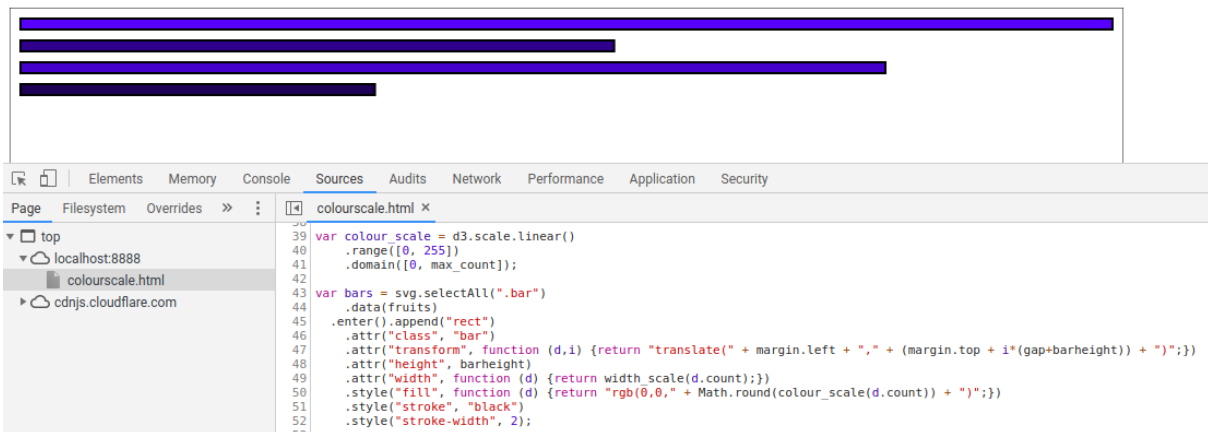 Elements Memory Console Sources Audits Network Performance Application Security
Page Filesystem Overrides » colourscale.html ×
top
localhost:8888
colourscale.html
cdnjs.cloudflare.com
39 var colour_scale = d3.scale.linear()
40 .range([0, 255])
41 .domain([0, max_count]);
42
43 var bars = svg.selectAll(".bar")
44 .data(fruits)
45 .enter().append("rect")
46 .attr("class", "bar")
47 .attr("transform", function (d,i) {return "translate(" + margin.left + "," + (margin.top + i*(gap+barheight)) + ")";})
48 .attr("height", barheight)
49 .attr("width", function (d) {return width_scale(d.count);})
50 .style("fill", function (d) {return "rgb(0,0," + Math.round(colour_scale(d.count)) + ")";})
51 .style("stroke", "black")
52 .style("stroke-width", 2);